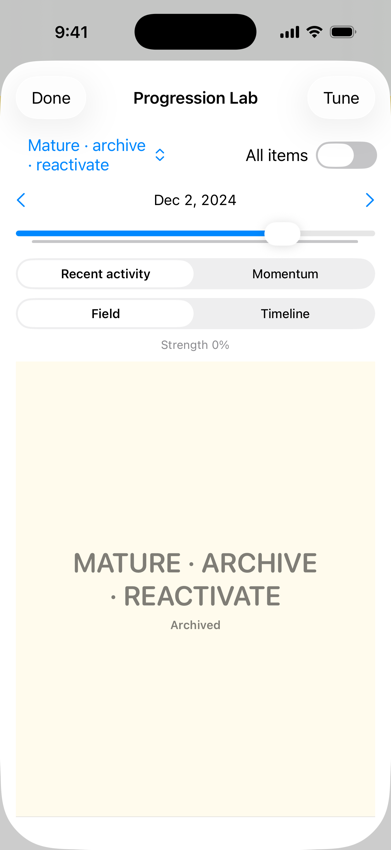 9:41
Done
Progression Lab
Tune
Mature · archive
· reactivate
All items
Dec 2, 2024
Recent activity
Momentum
Field
Timeline
Strength 0%
MATURE · ARCHIVE
· REACTIVATE
Archived